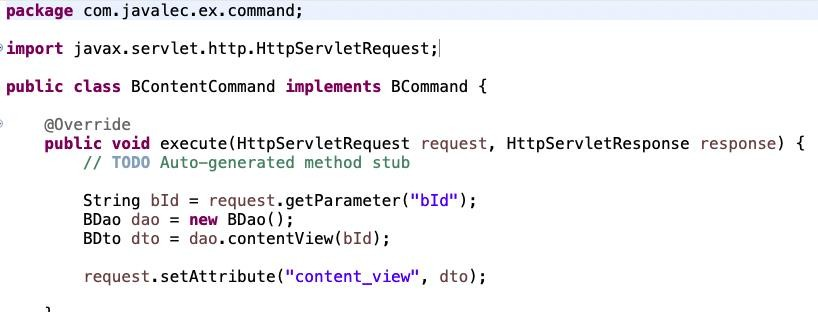 package com.javalec.ex.command;
import javax.servlet.http.HttpServletRequest;
public class BContentCommand implements BCommand {
@Override
public void execute(HttpServletRequest request, HttpServletResponse response) {
// TODO Auto-generated method stub
String bId = request.getParameter("bId");
BDao dao = new BDao();
BDto dto = dao.contentView(bId);
request.setAttribute("content_view", dto);
}